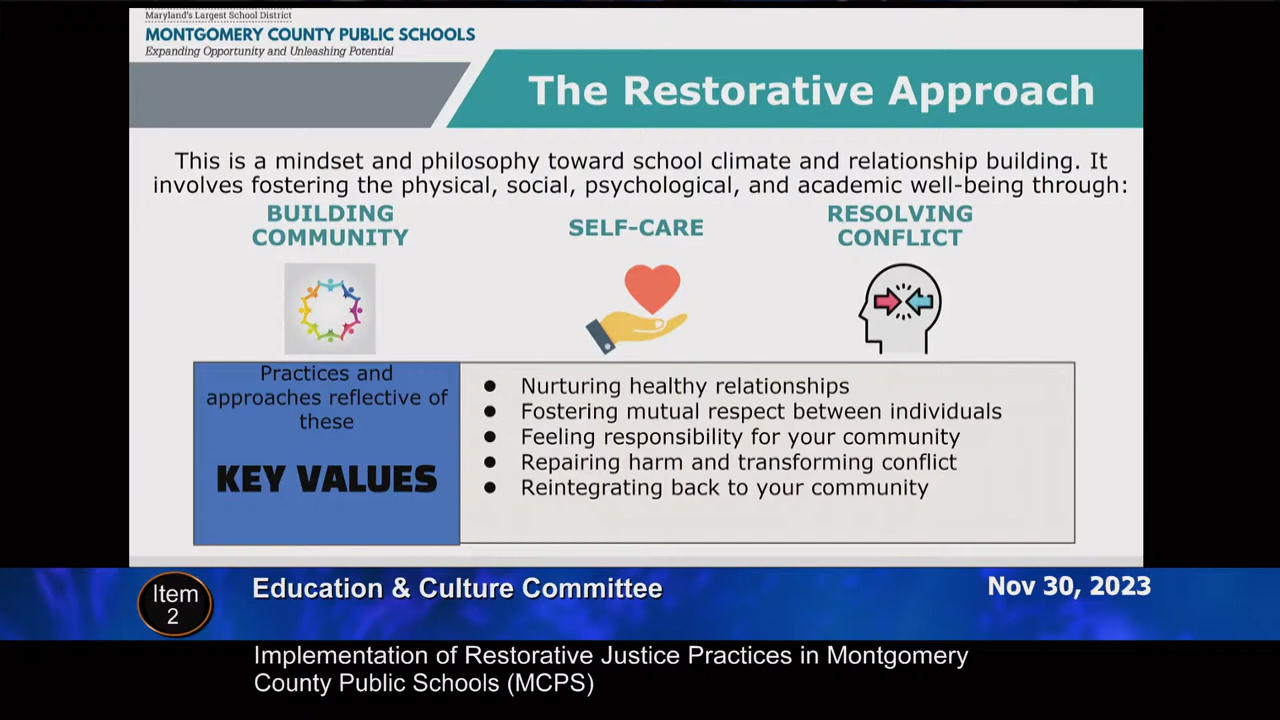 Maryland's Largest School District
MONTGOMERY COUNTY PUBLIC SCHOOLS
Expanding Opportunity and Unleashing Potential
The Restorative Approach
This is a mindset and philosophy toward school climate and relationship building. It
involves fostering the physical, social, psychological, and academic well-being through:
BUILDING
COMMUNITY
SELF-CARE
RESOLVING
CONFLICT
Practices and
approaches reflective of
these
KEY VALUES
● Nurturing healthy relationships
● Fostering mutual respect between individuals
● Feeling responsibility for your community
● Repairing harm and transforming conflict
● Reintegrating back to your community
Item
2
Education & Culture Committee
Nov 30, 2023
Implementation of Restorative Justice Practices in Montgomery
County Public Schools (MCPS)